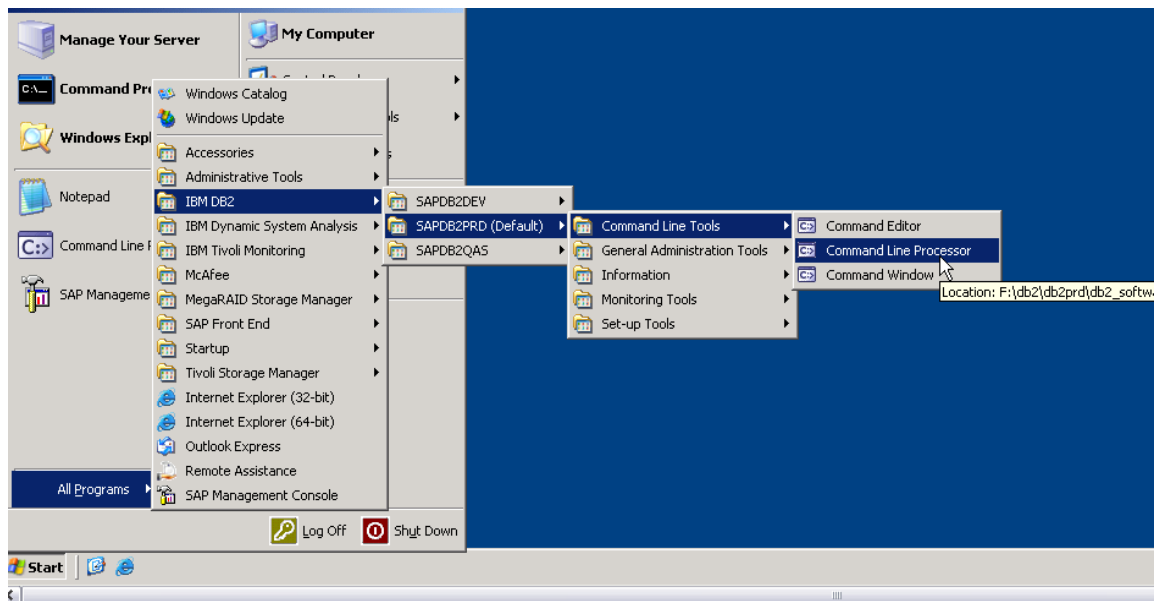 Manage Your Server
My Computer
Command Pr
Windows Catalog
Windows Update
ls
Windows Expl
Accessories
s
Administrative Tools
Notepad
IBM DB2
SAPDB2DEV
IBM Dynamic System Analysis
SAPDB2PRD (Default)
Command Line Tools
Command Editor
Command Line
IBM Tivoli Monitoring
SAPDB2QAS
General Administration Tools
Command Line Processor
McAfee
Information
Command Window
SAP Manageme
MegaRAID Storage Manager
Monitoring Tools
Location: F:\db2\db2prd\db2_softw
SAP Front End
Set-up Tools
Startup
Tivoli Storage Manager
Internet Explorer (32-bit)
Internet Explorer (64-bit)
Outlook Express
Remote Assistance
All Programs
SAP Management Console
Log Off
Shut Down
Start